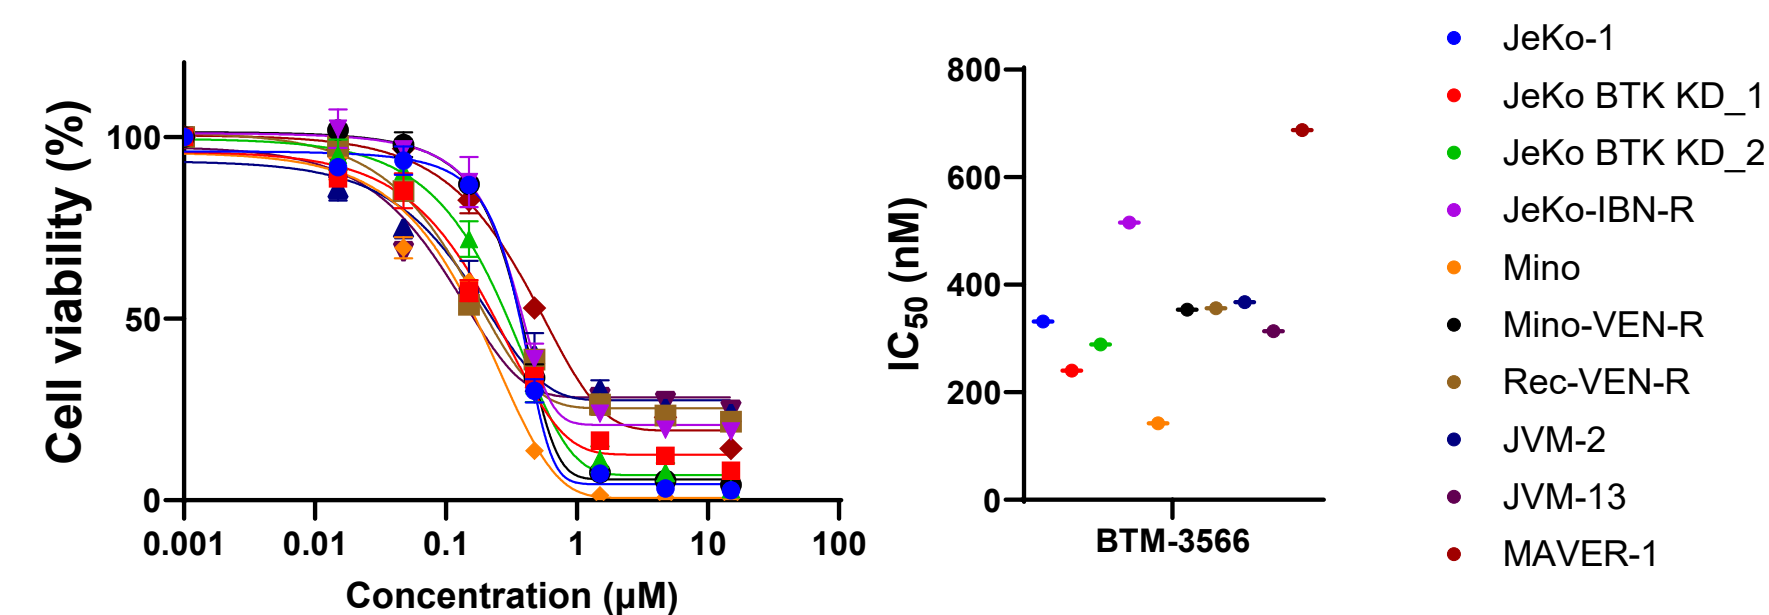 Cell viability (%)
100
50
0
0.001 0.01 0.1 1 10 100
Concentration (µM)
IC50 (nM)
800
600
400
200
0
BTM-3566
JeKo-1
JeKo BTK KD_1
JeKo BTK KD_2
JeKo-IBN-R
Mino
Mino-VEN-R
Rec-VEN-R
JVM-2
JVM-13
MAVER-1